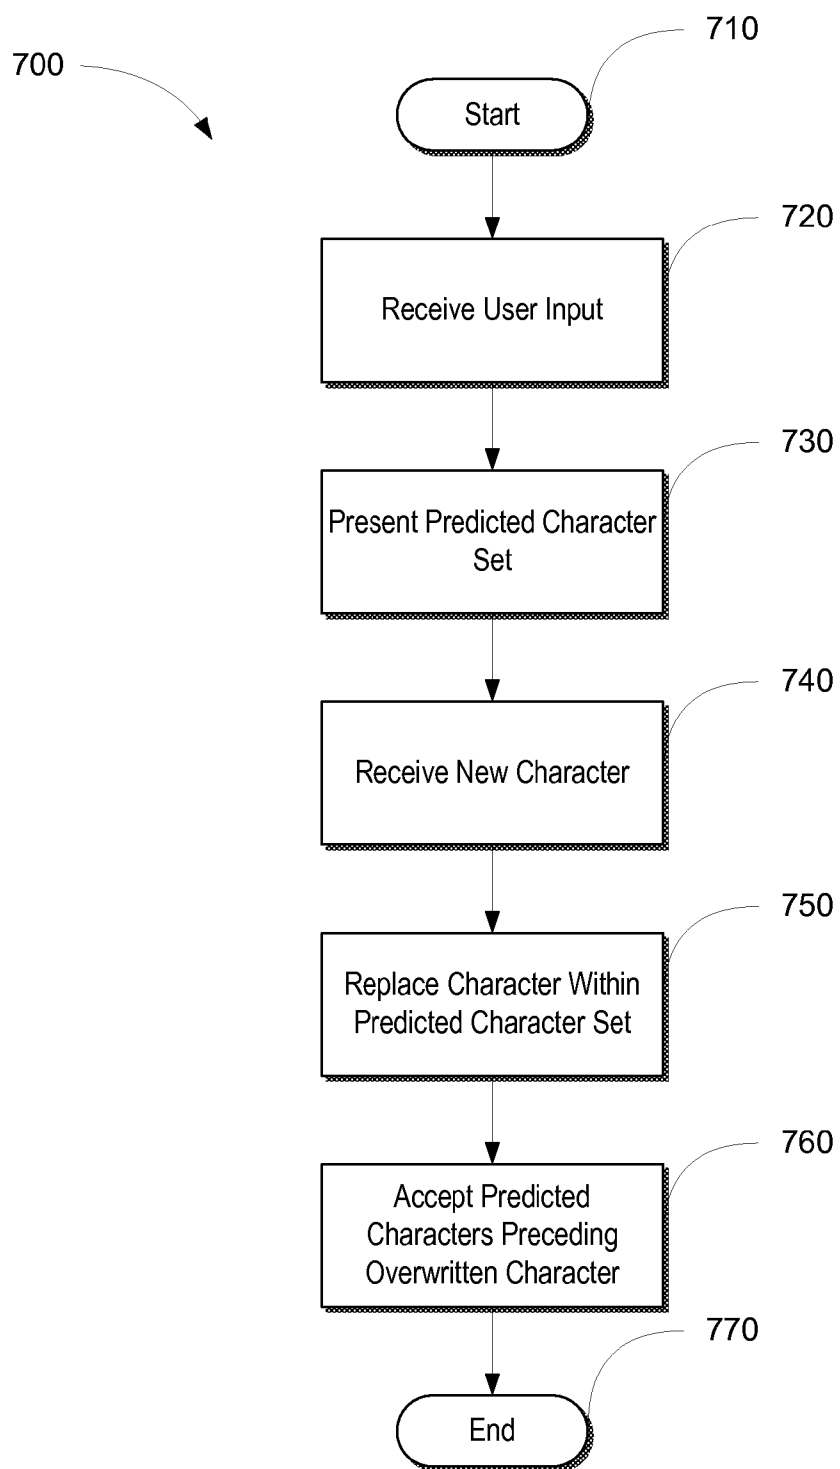 710
700
Start
720
Receive User Input
730
Present Predicted Character
Set
740
Receive New Character
750
Replace Character Within
Predicted Character Set
760
Accept Predicted
Characters Preceding
Overwritten Character
770
End